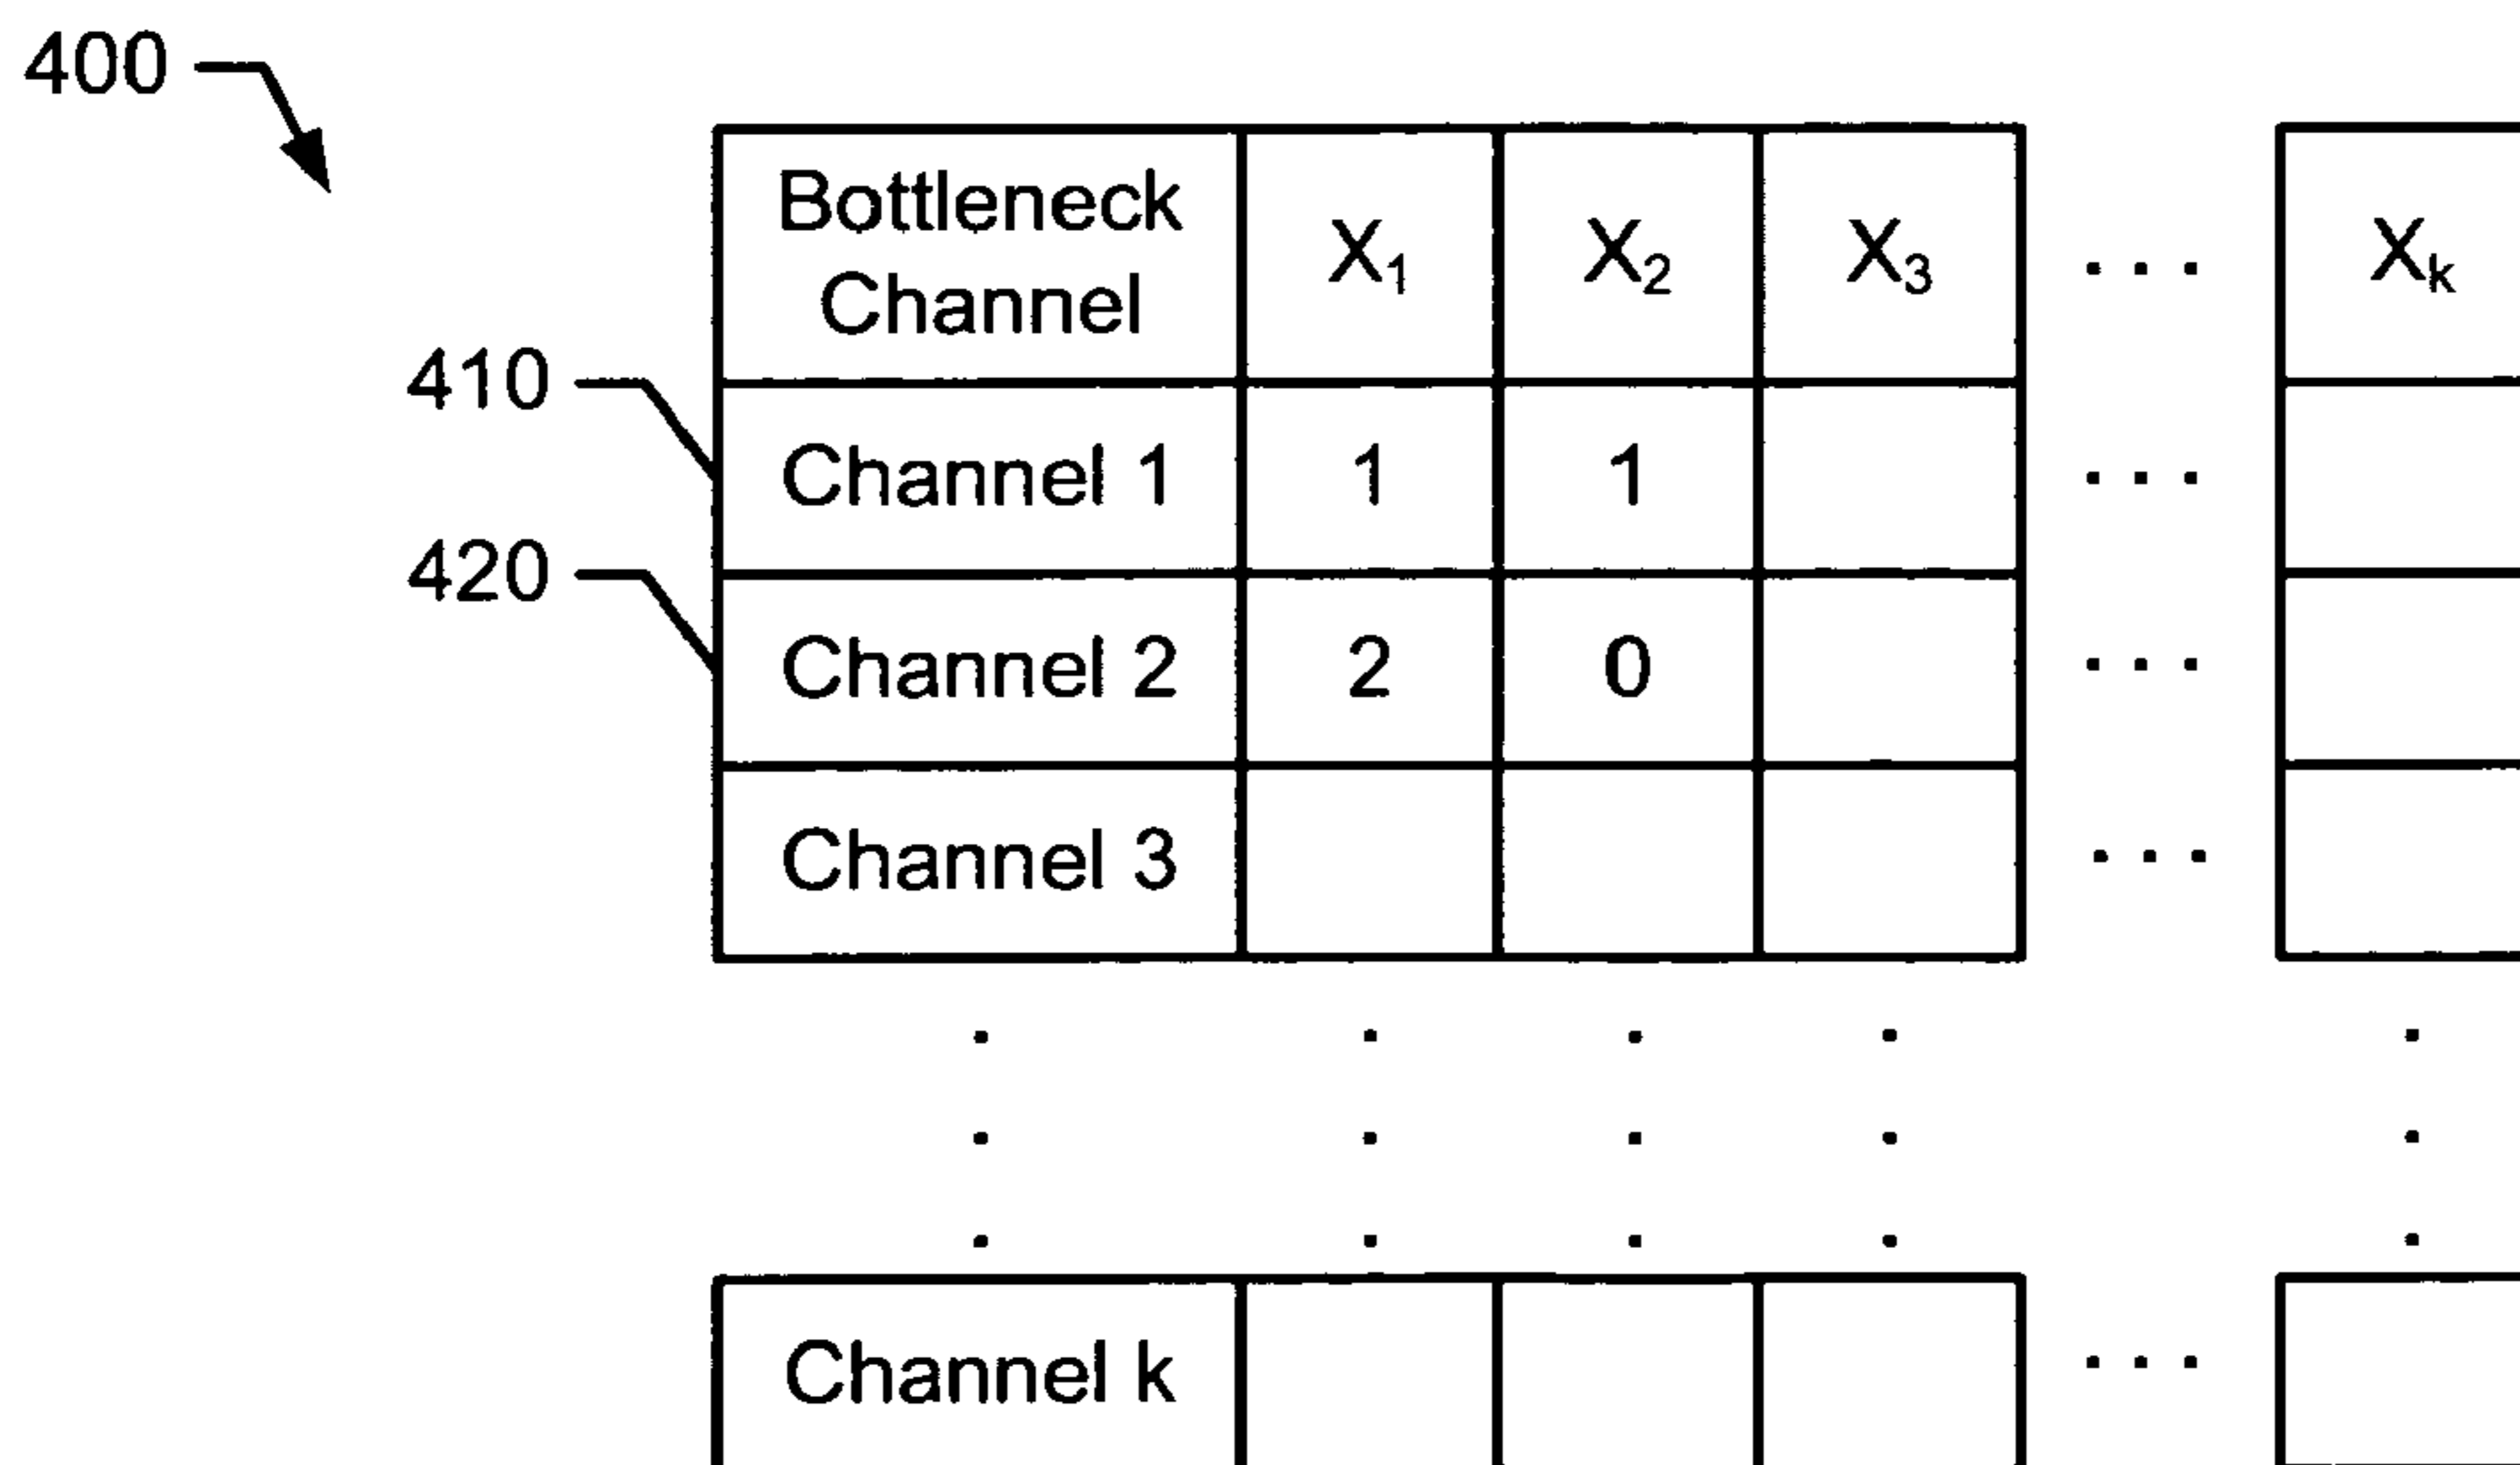 400
Bottleneck
Channel
X₁ X₂ X₃ . . . Xₖ
410
Channel 1 1 1 . . .
420
Channel 2 2 0 . . .
Channel 3 . . .
Channel k . . .